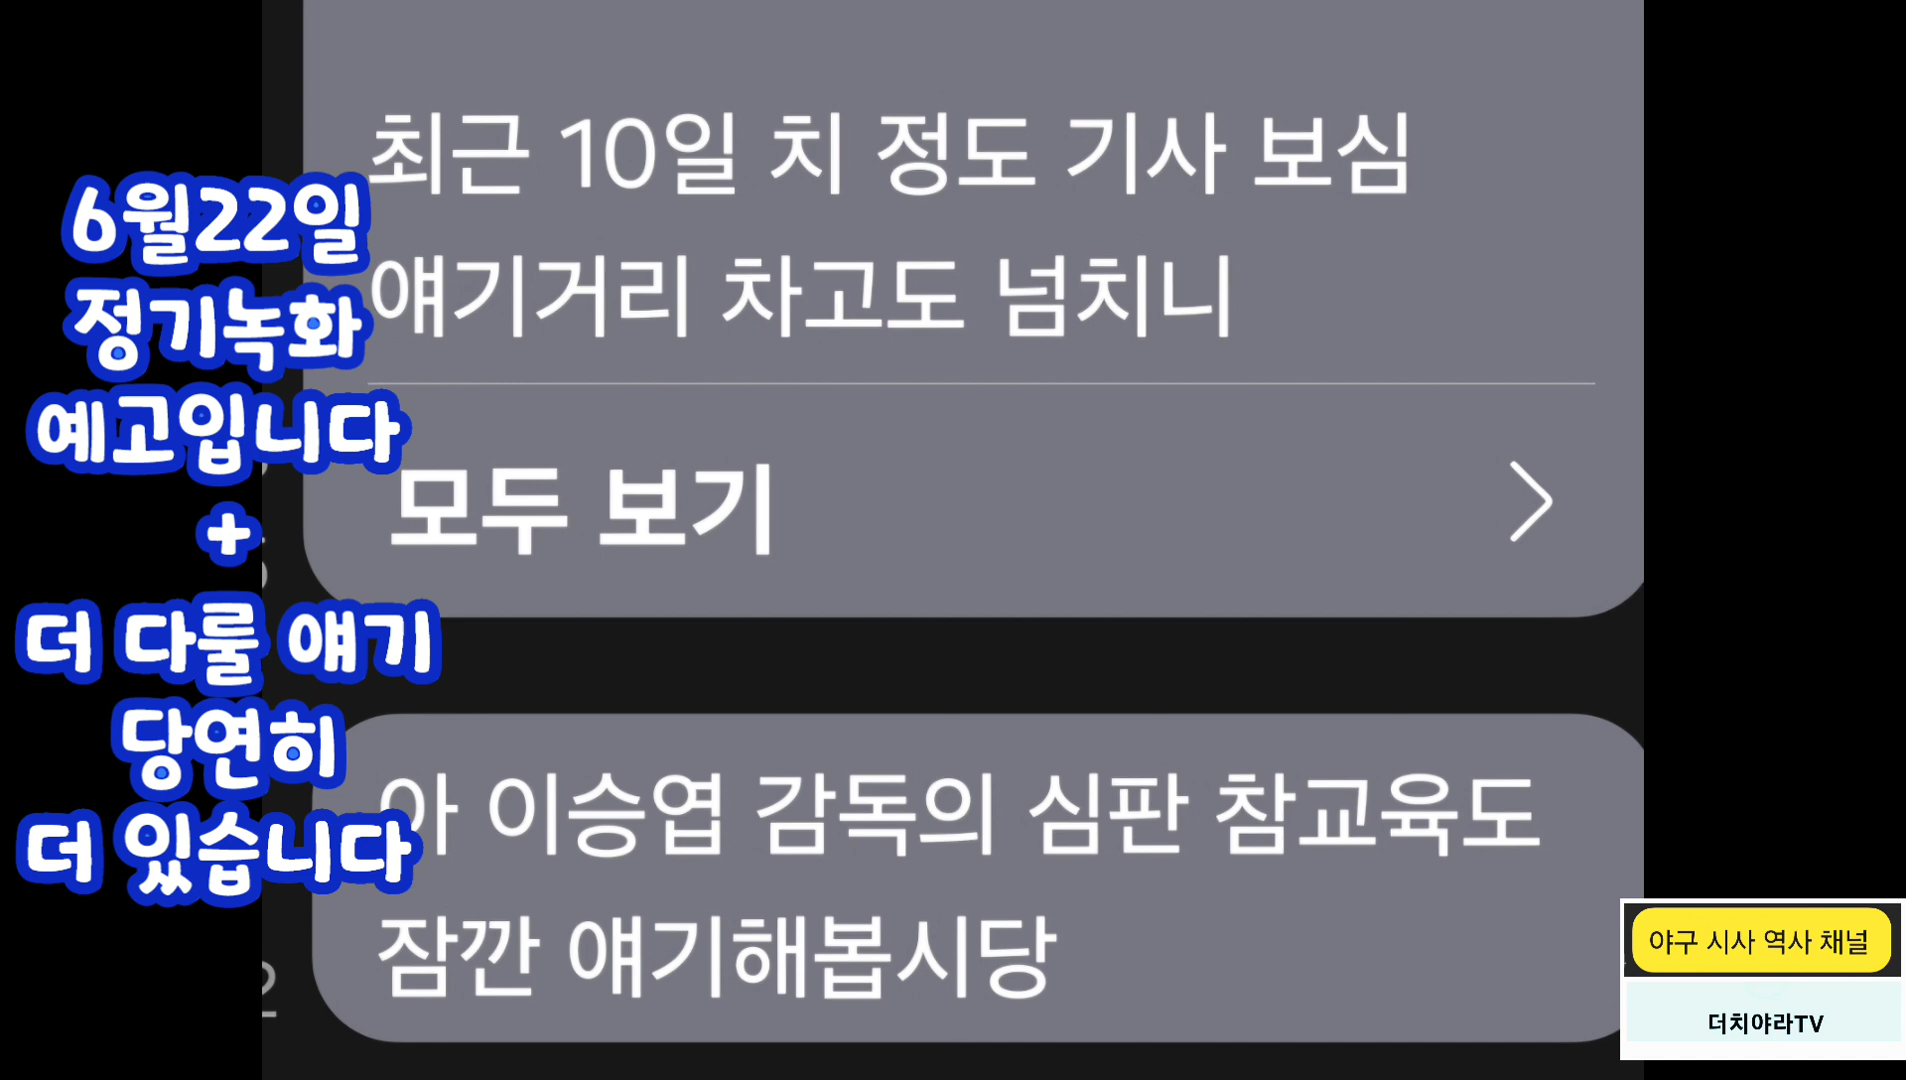 6월22일
정기녹화
예고입니다
+
더 다룰 얘기
당연히
더 있습니다
최근 10일 치 정도 기사 보심
얘기거리 차고도 넘치니
모두 보기
아 이승엽 감독의 심판 참교육도
잠깐 얘기해봅시당
야구 시사 역사 채널
더치야라TV